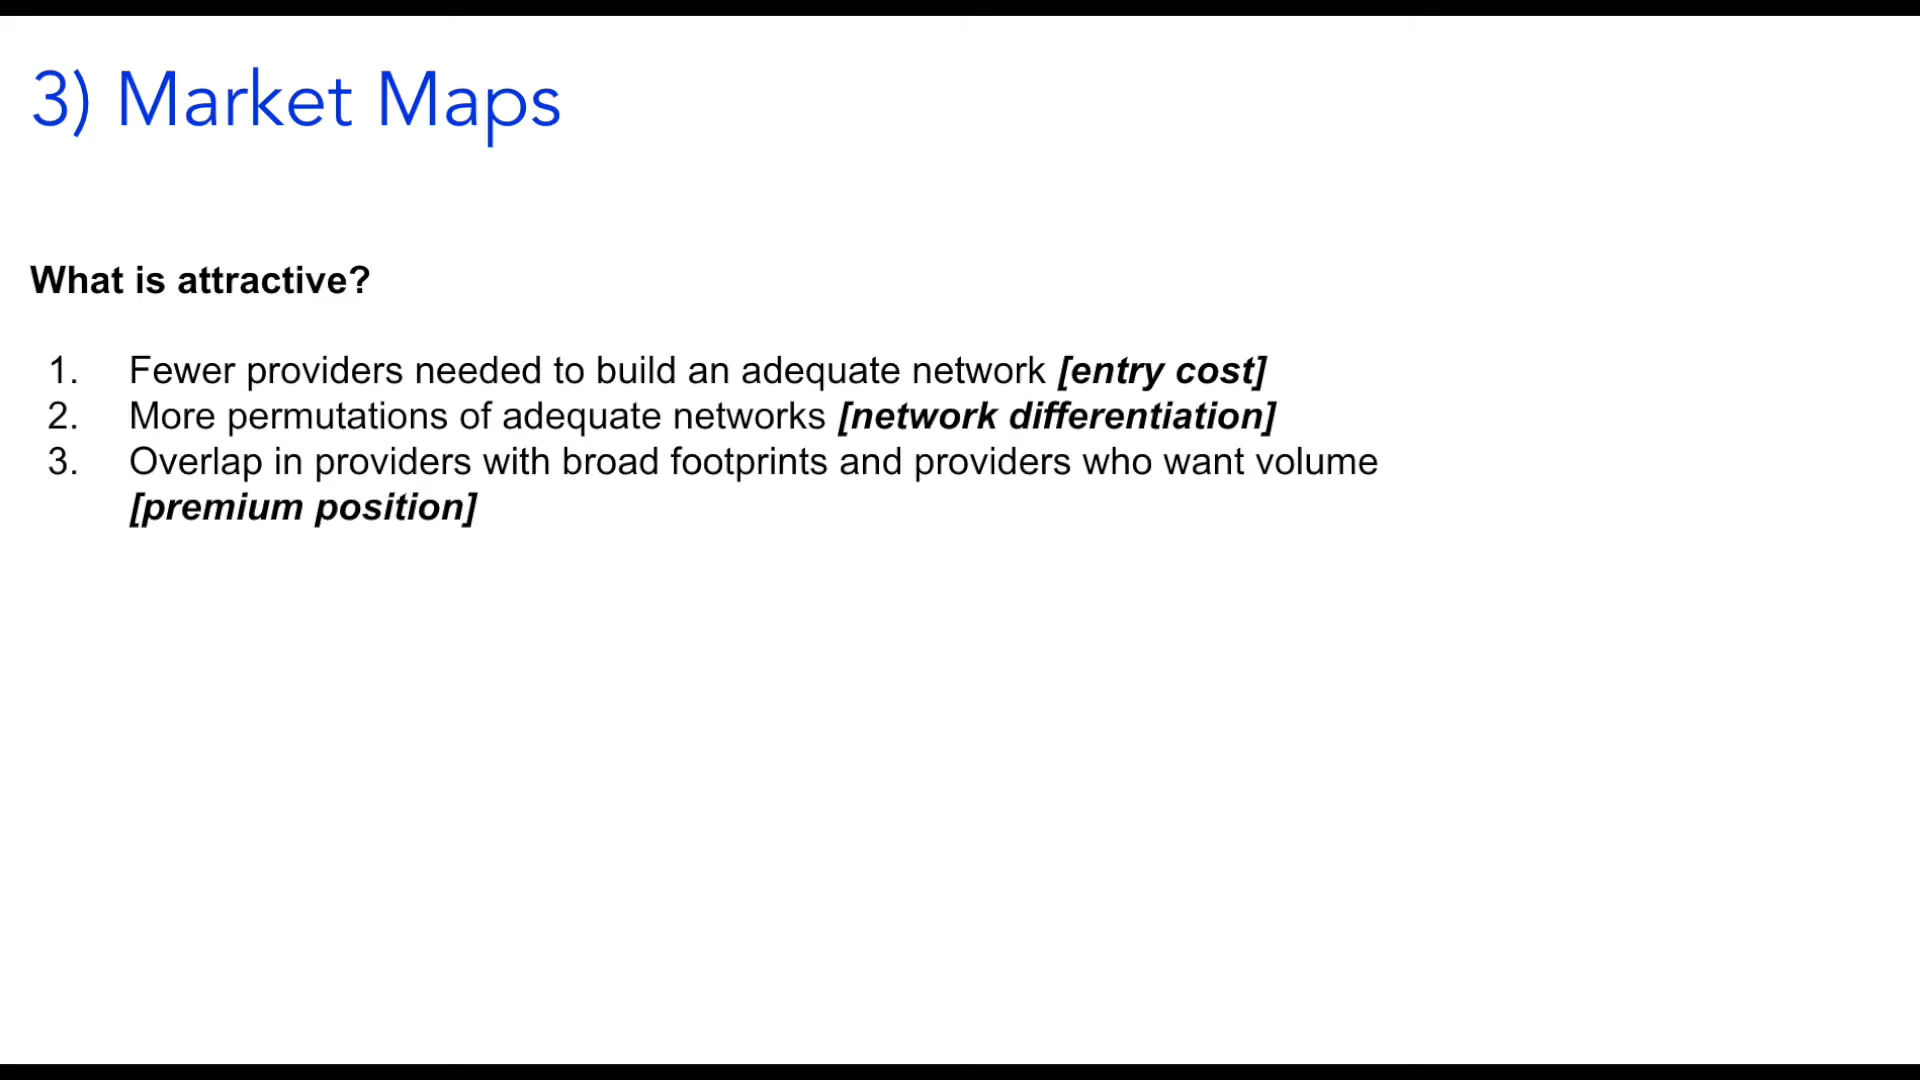 3) Market Maps
What is attractive?
1. Fewer providers needed to build an adequate network [entry cost]
2. More permutations of adequate networks [network differentiation]
3. Overlap in providers with broad footprints and providers who want volume
[premium position]